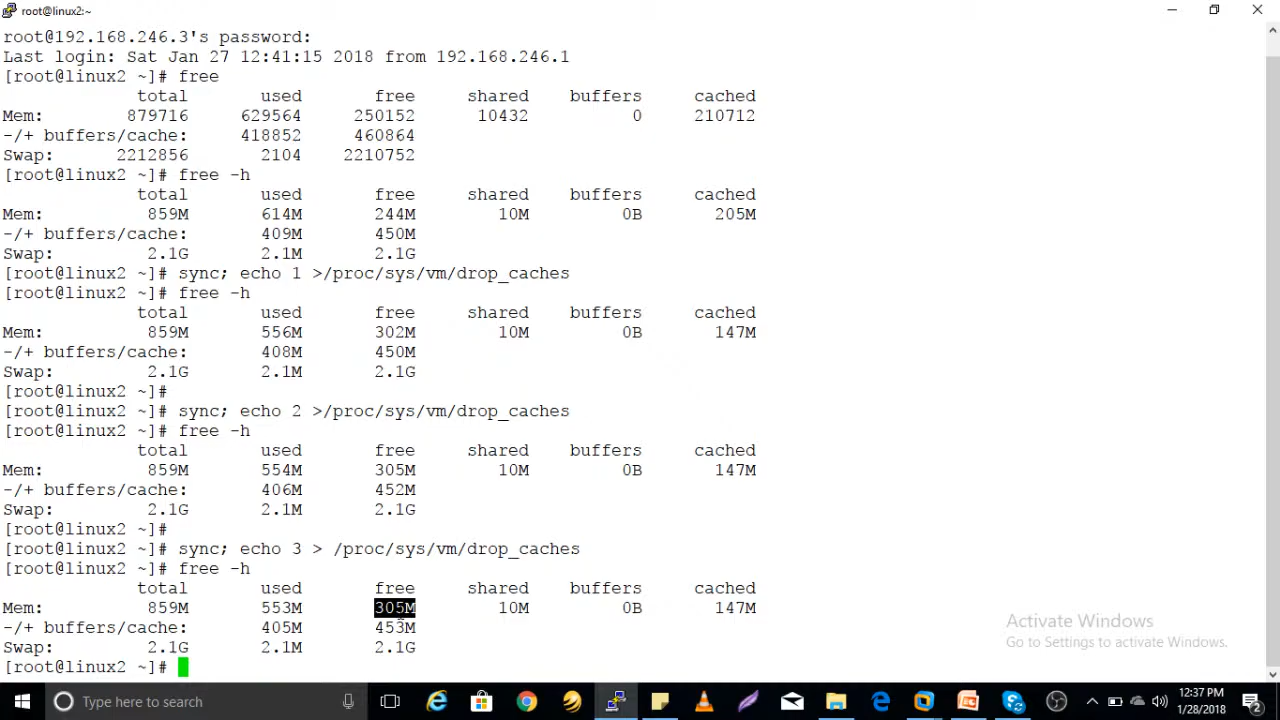 root@linux2:~
root@192.168.246.3's password:
Last login: Sat Jan 27 12:41:15 2018 from 192.168.246.1
[root@linux2 ~]# free
total used free shared buffers cached
Mem: 879716 629564 250152 10432 0 210712
-/+ buffers/cache: 418852 460864
Swap: 2212856 2104 2210752
[root@linux2 ~]# free -h
total used free shared buffers cached
Mem: 859M 614M 244M 10M 0B 205M
-/+ buffers/cache: 409M 450M
Swap: 2.1G 2.1M 2.1G
[root@linux2 ~]# sync; echo 1 >/proc/sys/vm/drop_caches
[root@linux2 ~]# free -h
total used free shared buffers cached
Mem: 859M 556M 302M 10M 0B 147M
-/+ buffers/cache: 408M 450M
Swap: 2.1G 2.1M 2.1G
[root@linux2 ~]#
[root@linux2 ~]# sync; echo 2 >/proc/sys/vm/drop_caches
[root@linux2 ~]# free -h
total used free shared buffers cached
Mem: 859M 554M 305M 10M 0B 147M
-/+ buffers/cache: 406M 452M
Swap: 2.1G 2.1M 2.1G
[root@linux2 ~]#
[root@linux2 ~]# sync; echo 3 > /proc/sys/vm/drop_caches
[root@linux2 ~]# free -h
total used free shared buffers cached
Mem: 859M 553M 305M 10M 0B 147M
-/+ buffers/cache: 405M 453M
Swap: 2.1G 2.1M 2.1G
[root@linux2 ~]#
Activate Windows
Go to Settings to activate Windows.
Type here to search
12:37 PM
1/28/2018
2